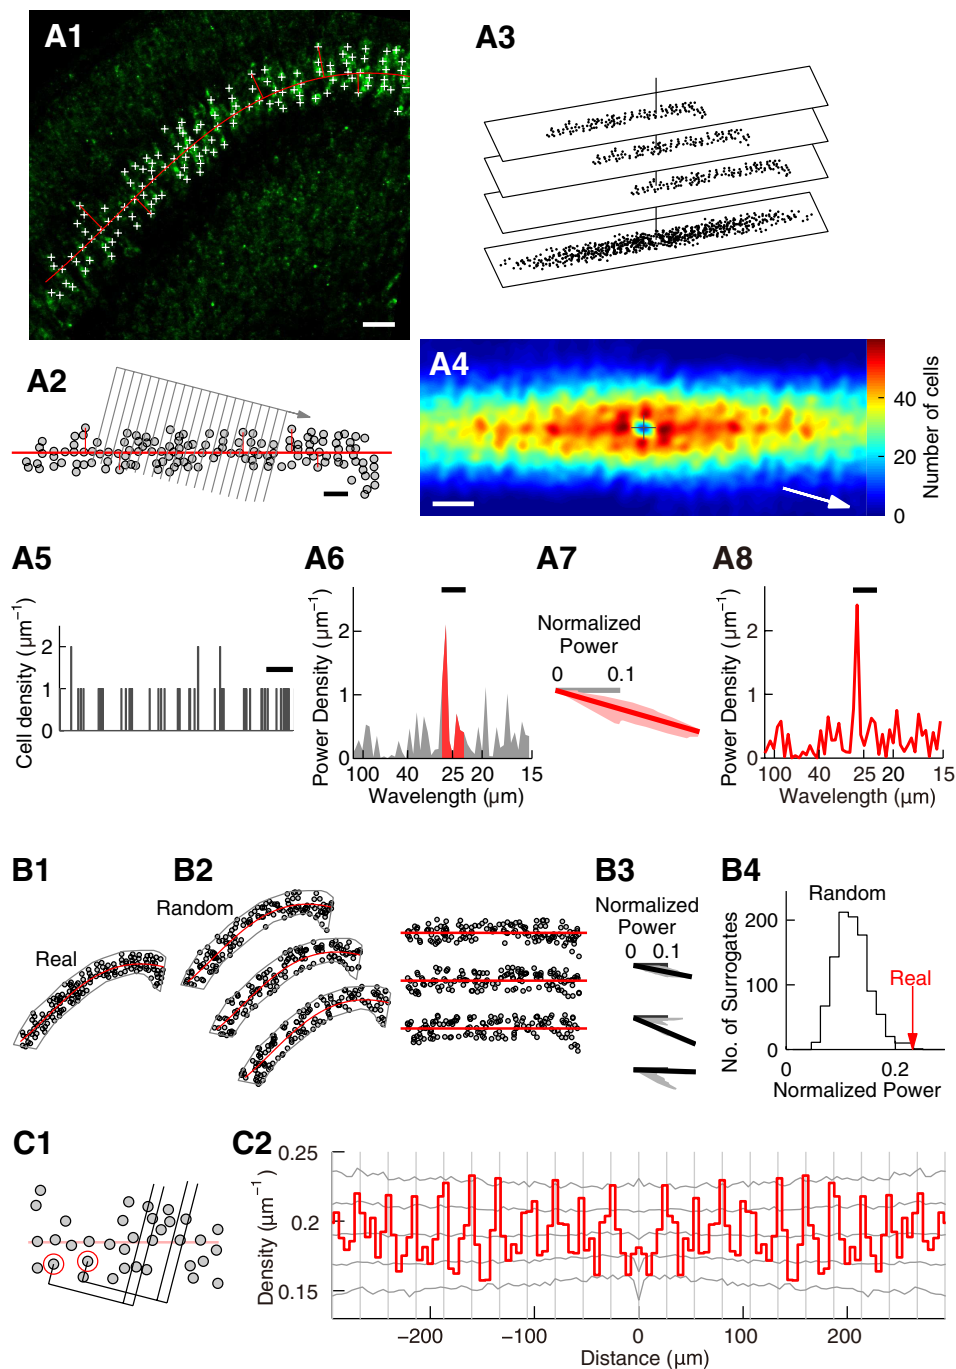 A1
A3
A2
A4
Number of cells
40
20
0
A5
Cell density (μm⁻¹)
2
1
0
A6
Power Density (μm⁻¹)
2
1
0
100 40 25 20 15
Wavelength (μm)
A7
Normalized
Power
0 0.1
A8
Power Density (μm⁻¹)
2
1
0
100 40 25 20 15
Wavelength (μm)
B1
Real
B2
Random
B3
Normalized
Power
0 0.1
B4
No. of Surrogates
200
100
0
Random
Real
0 0.2
Normalized Power
C1
C2
Density (μm⁻¹)
0.25
0.2
0.15
−200 −100 0 100 200
Distance (μm)